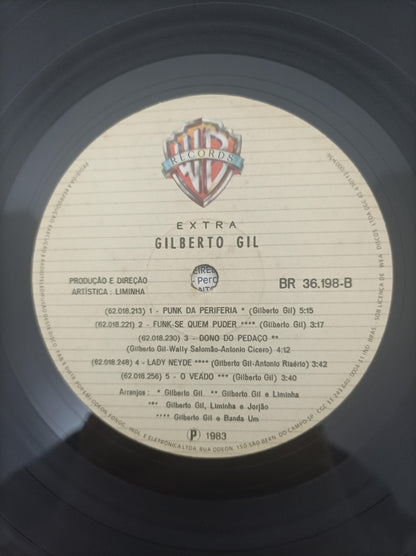 WB
RECORDS
EXTRA
GILBERTO GIL
PRODUÇÃO E DIREÇÃO
ARTÍSTICA: LIMINHA
BR 36.198-B
(62.018.213) 1 - PUNK DA PERIFERIA * (Gilberto Gil) 5:15
(62.018.221) 2 - FUNK-SE QUEM PUDER **** (Gilberto Gil) 3:17
(62.018.230) 3 - DONO DO PEDAÇO **
(Gilberto Gil-Wally Salomão-Antonio Cícero) 4:12
(62.018.248) 4 - LADY NEYDE **** (Gilberto Gil-Antonio Risério) 3:42
(62.018.256) 5 - O VEADO *** (Gilberto Gil) 3:40
Arranjos: * Gilberto Gil ** Gilberto Gil e Liminha
*** Gilberto Gil, Liminha e Jorjão
**** Gilberto Gil e Banda Um
P 1983